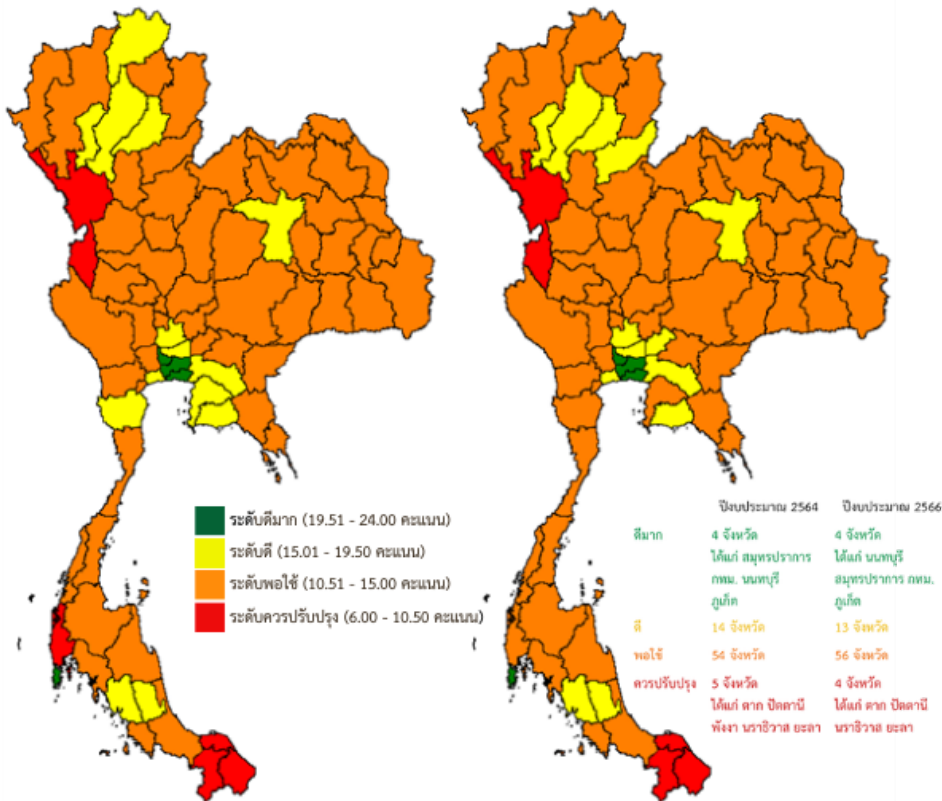 ระดับดีมาก (19.51 - 24.00 คะแนน)
ระดับดี (15.01 - 19.50 คะแนน)
ระดับพอใช้ (10.51 - 15.00 คะแนน)
ระดับควรปรับปรุง (6.00 - 10.50 คะแนน)
ปีงบประมาณ 2564 ปีงบประมาณ 2566
ดีมาก 4 จังหวัด 4 จังหวัด
ได้แก่ สมุทรปราการ ได้แก่ นนทบุรี
กทม. นนทบุรี สมุทรปราการ กทม.
ภูเก็ต ภูเก็ต
ดี 14 จังหวัด 13 จังหวัด
พอใช้ 54 จังหวัด 56 จังหวัด
ควรปรับปรุง 5 จังหวัด 4 จังหวัด
ได้แก่ ตาก ปัตตานี ได้แก่ ตาก ปัตตานี
พังงา นราธิวาส ยะลา นราธิวาส ยะลา